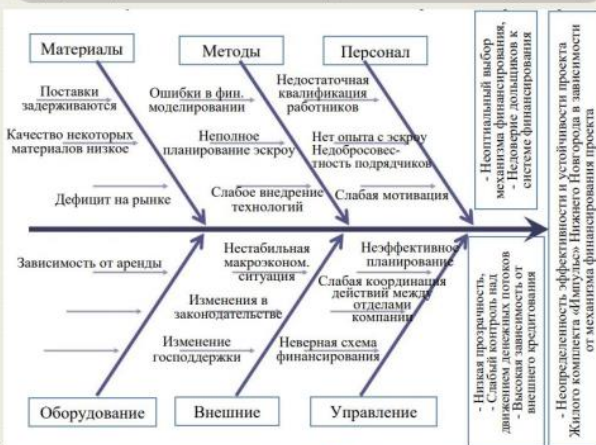 Материалы
Методы
Персонал
Поставки
задерживаются
Качество некоторых
материалов низкое
Дефицит на рынке
Ошибки в фин.
моделировании
Неполное
планирование эскроу
Слабое внедрение
технологий
Недостаточная
квалификация
работников
Нет опыта с эскроу
Недобросовес-
тность подрядчиков
Слабая мотивация
Зависимость от аренды
Нестабильная
макроэконом.
ситуация
Изменения в
законодательстве
Изменение
господдержки
Неэффективное
планирование
Слабая координация
действий между
отделами
компании
Неверная схема
финансирования
Оборудование
Внешние
Управление
- Неоптиальный выбор
механизма финансирования,
- Недоверие дольщиков к
системе финансирования
- Низкая прозрачность,
- Слабый контроль над
движением денежных потоков
- Высокая зависимость от
внешнего кредитования
- Неопределенность эффективности и устойчивости проекта
Жилого комплекта «Импульс» Нижнего Новгорода в зависимости
от механизма финансирования проекта